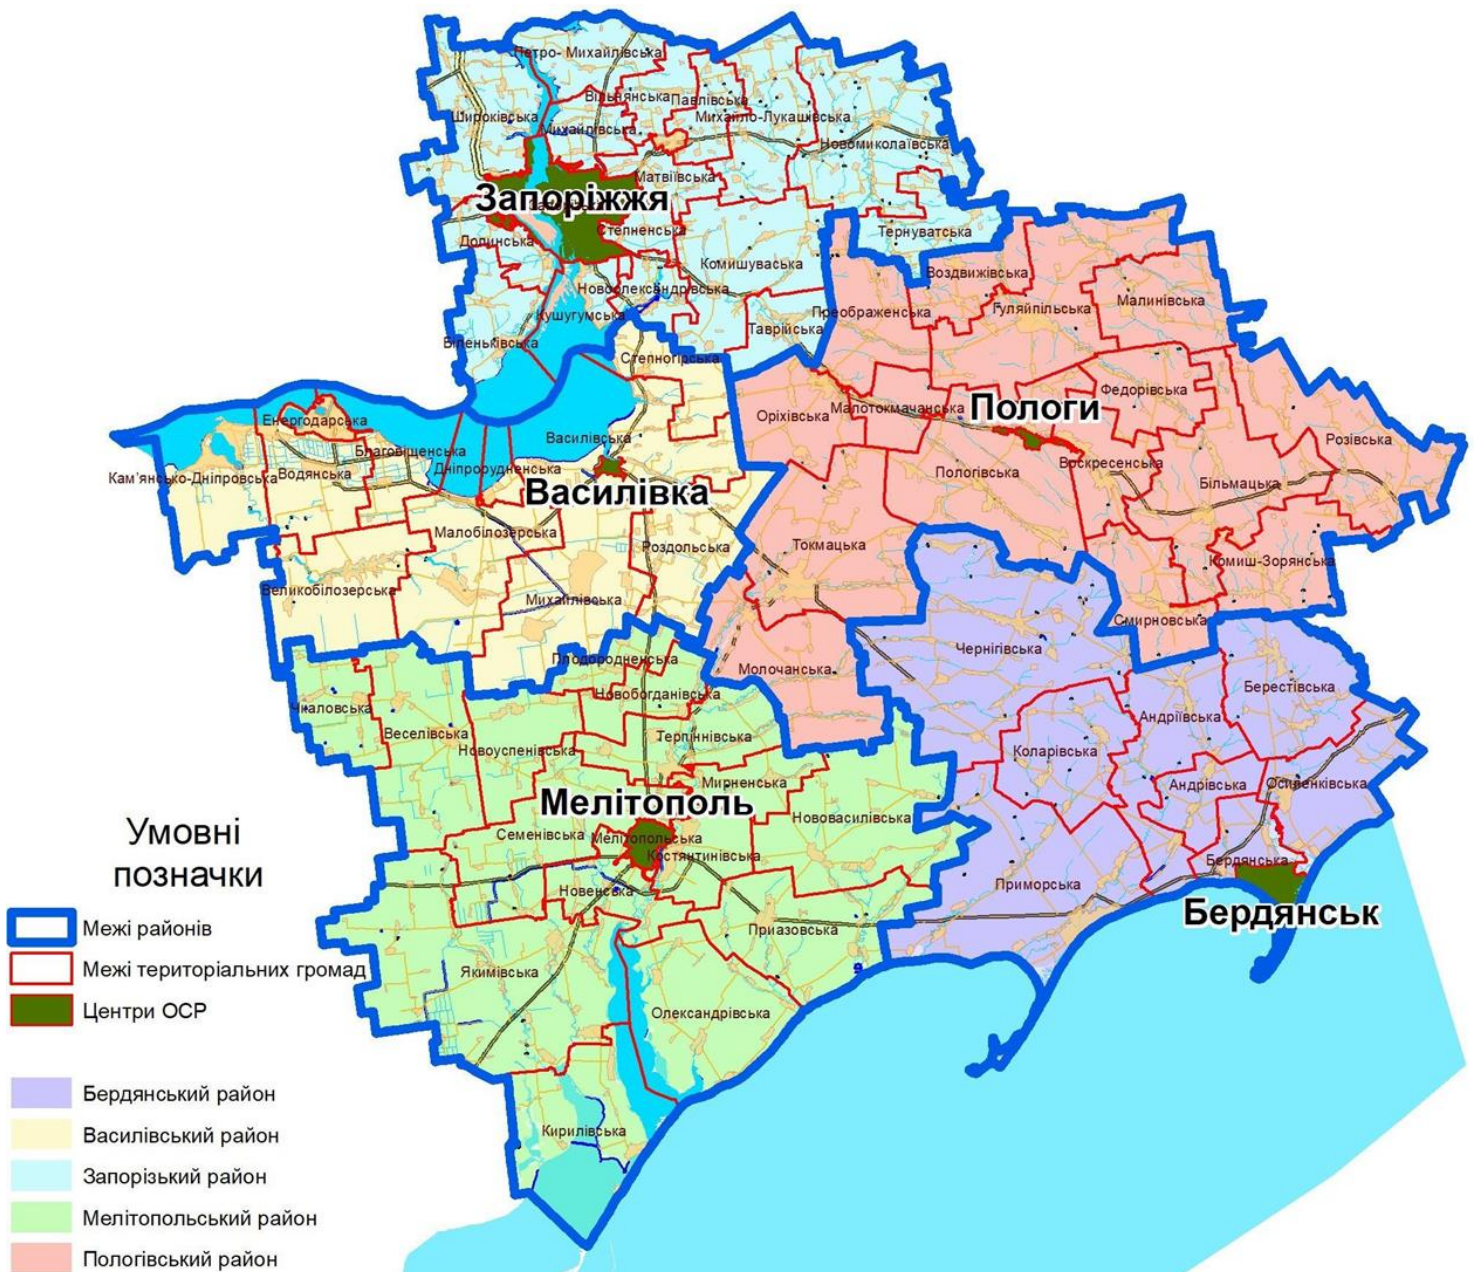 Петро- Михайлівська
Вільнянська
Павлівська
Широківська
Михайлівська
Михайло-Лукашівська
Новомиколаївська
Матвіївська
Запоріжжя
Степненська
Долинська
Тернуватська
Комишуваська
Воздвижівська
Новоолександрівська
Кушугумська
Малинівська
Гуляйпільська
Преображенська
Таврійська
Біленьківська
Степногірська
Федорівська
Енергодарська
Оріхівська
Малотокмачанська
Пологи
Василівська
Благовіщенська
Розівська
Кам'янсько-Дніпровська
Водянська
Дніпрорудненська
Пологівська
Воскресенська
Більмацька
Василівка
Малобілозерська
Роздольська
Токмацька
Комиш-Зорянська
Великобілозерська
Михайлівська
Смирновська
Чернігівська
Плодородненська
Молочанська
Новобогданівська
Берестівська
Чкаловська
Веселівська
Андріївська
Терпіннівська
Новоуспенівська
Коларівська
Мирненська
Андрівська
Осипенківська
Мелітополь
Нововасилівська
Семенівська
Мелітопольська
Костянтинівська
Бердянська
Новенська
Приморська
Бердянськ
Приазовська
Якимівська
Олександрівська
Кирилівська
Умовні
позначки
Межі районів
Межі територіальних громад
Центри ОСР
Бердянський район
Василівський район
Запорізький район
Мелітопольський район
Пологівський район